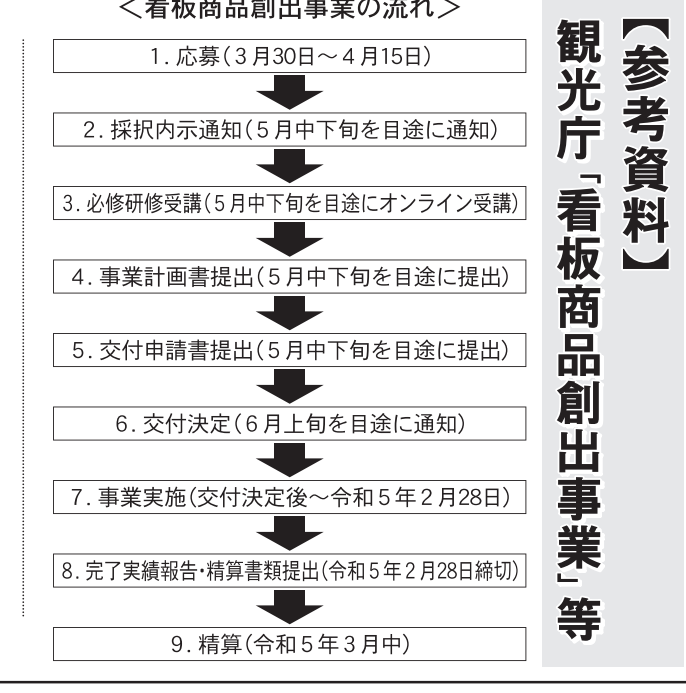 【参考資料】
観光庁「看板商品創出事業」等
＜看板商品創出事業の流れ＞
1. 応募（3月30日～4月15日）
2. 採択内示通知（5月中下旬を目途に通知）
3. 必修研修受講（5月中下旬を目途にオンライン受講）
4. 事業計画書提出（5月中下旬を目途に提出）
5. 交付申請書提出（5月中下旬を目途に提出）
6. 交付決定（6月上旬を目途に通知）
7. 事業実施（交付決定後～令和5年2月28日）
8. 完了実績報告・精算書類提出（令和5年2月28日締切）
9. 精算（令和5年3月中）